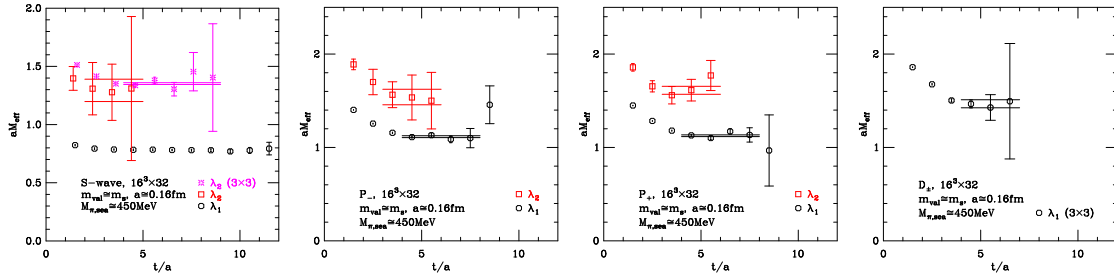 2.0
1.6
1.2
0.8
0.4
0.0
aM_eff
S-wave, 16³×32
m_val≃m_s, a≃0.16fm
M_π,sea≃450MeV
λ₂ (3×3)
λ₂
λ₁
0 5 10
t/a
2
1
0
aM_eff
P₋, 16³×32
m_val≃m_s, a≃0.16fm
M_π,sea≃450MeV
λ₂
λ₁
0 5 10
t/a
2
1
0
aM_eff
P₊, 16³×32
m_val≃m_s, a≃0.16fm
M_π,sea≃450MeV
λ₂
λ₁
0 5 10
t/a
2
1
0
aM_eff
D±, 16³×32
m_val≃m_s, a≃0.16fm
M_π,sea≃450MeV
λ₁ (3×3)
0 5 10
t/a